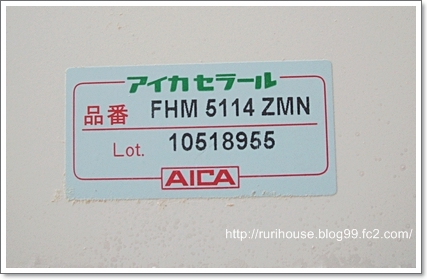 アイカ セラール
品番 FHM 5114 ZMN
Lot. 10518955
AICA
http://rurihouse.blog99.fc2.com/